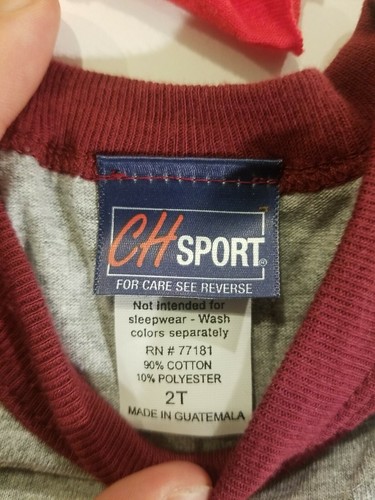 CH SPORT®
FOR CARE SEE REVERSE
Not intended for
sleepwear - Wash
colors separately
RN # 77181
90% COTTON
10% POLYESTER
2T
MADE IN GUATEMALA